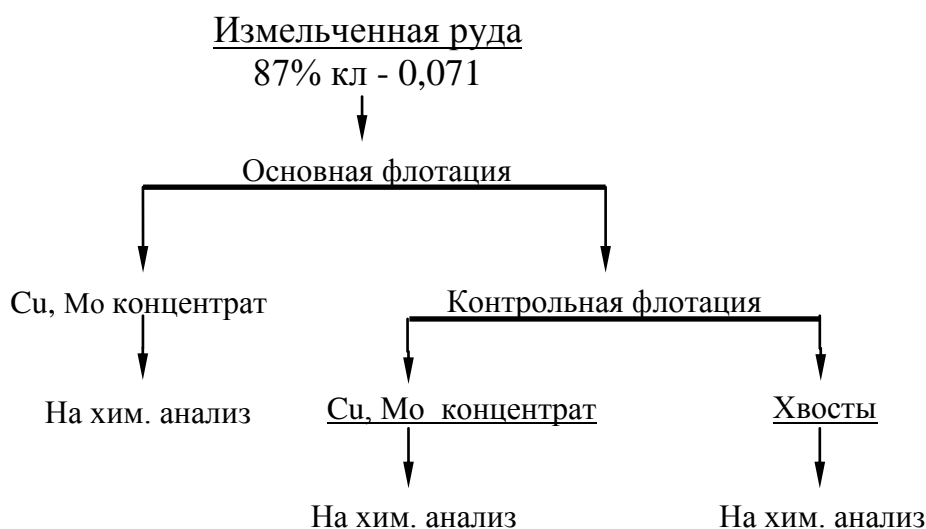 Измельченная руда
87% кл - 0,071
Основная флотация
Cu, Mo концентрат
Контрольная флотация
На хим. анализ
Cu, Mo концентрат
Хвосты
На хим. анализ
На хим. анализ